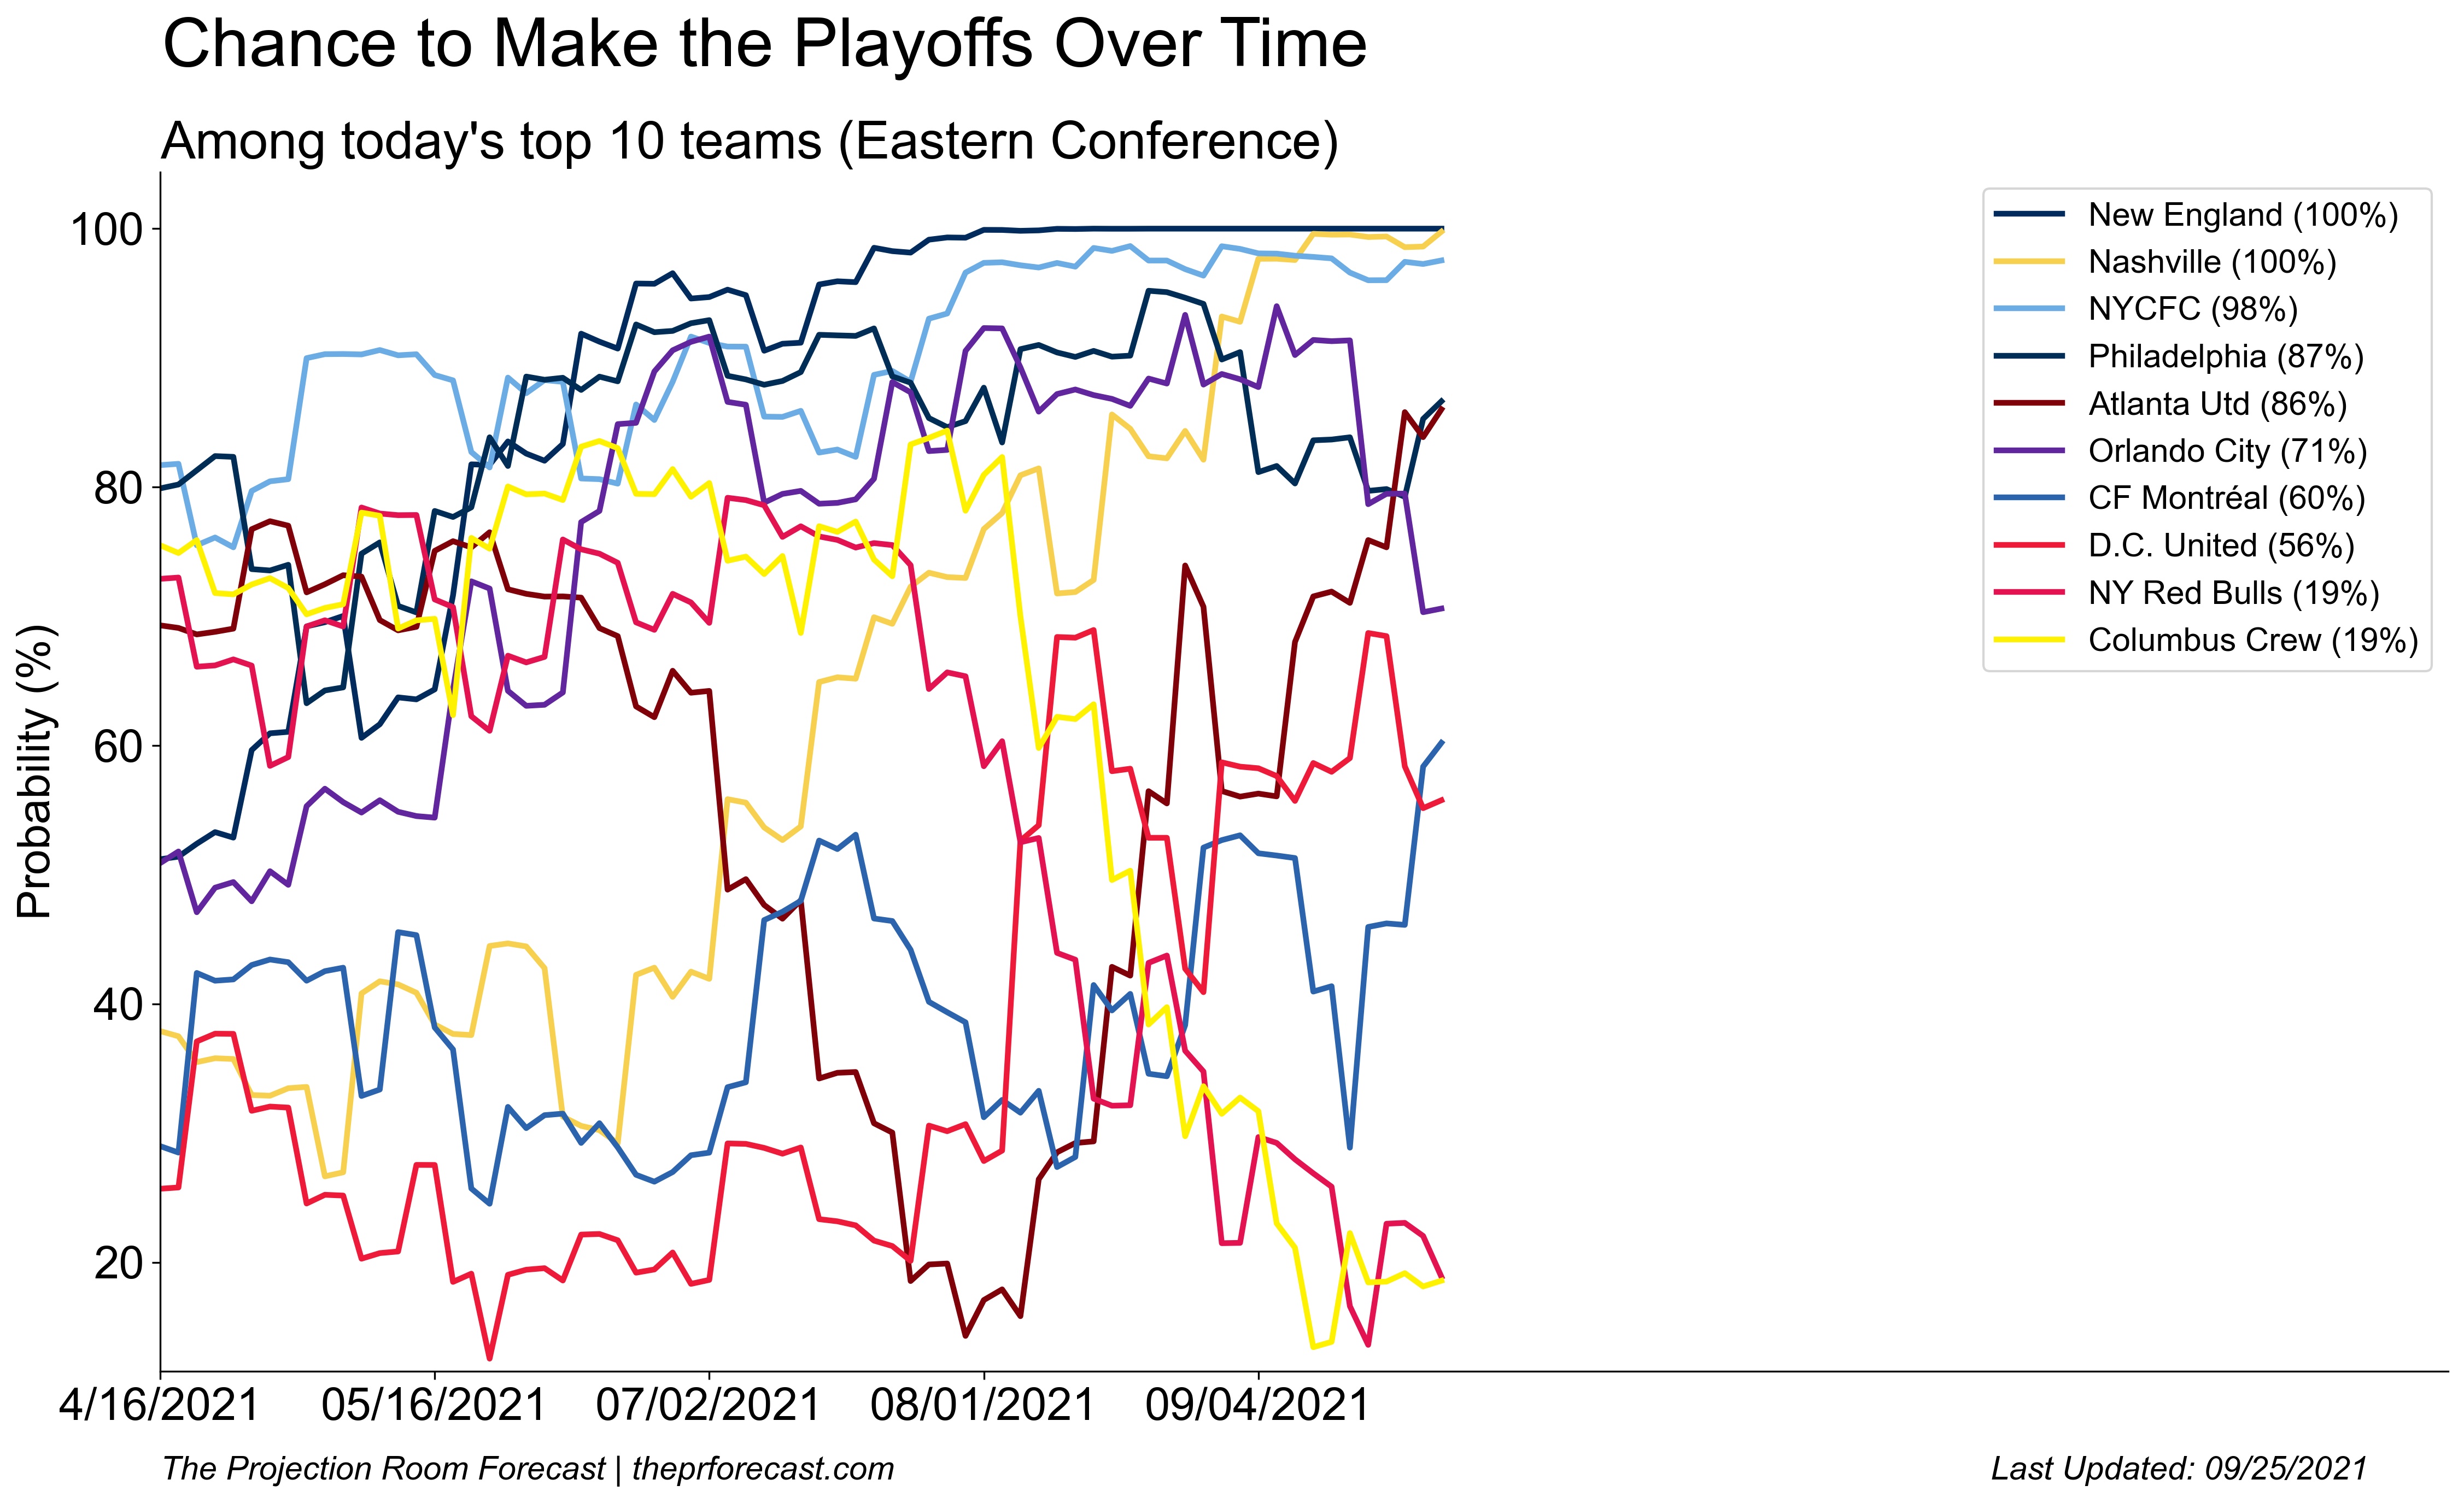 Chance to Make the Playoffs Over Time
Among today's top 10 teams (Eastern Conference)
Probability (%)
100
80
60
40
20
4/16/2021
05/16/2021
07/02/2021
08/01/2021
09/04/2021
New England (100%)
Nashville (100%)
NYCFC (98%)
Philadelphia (87%)
Atlanta Utd (86%)
Orlando City (71%)
CF Montréal (60%)
D.C. United (56%)
NY Red Bulls (19%)
Columbus Crew (19%)
The Projection Room Forecast | theprforecast.com
Last Updated: 09/25/2021